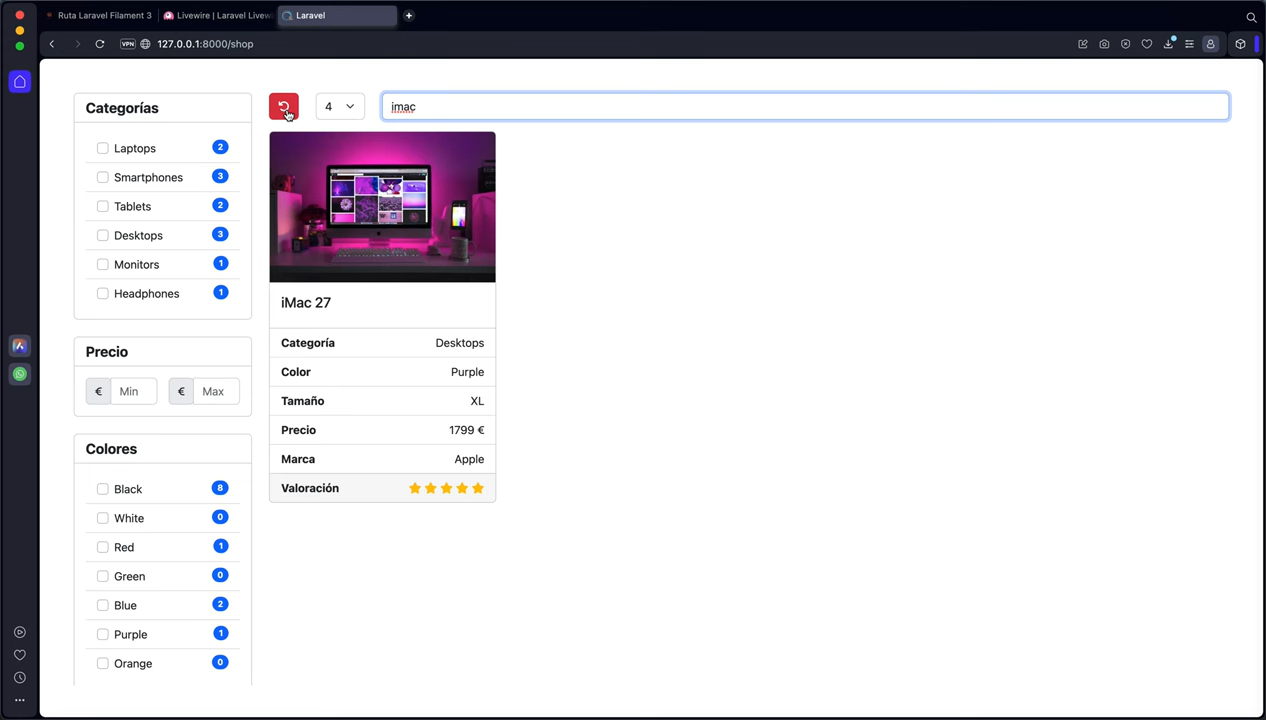 Ruta Laravel Filament 3
Livewire | Laravel Livew
Laravel
VPN
127.0.0.1:8000/shop
Categorías
Laptops 2
Smartphones 3
Tablets 2
Desktops 3
Monitors 1
Headphones 1
Precio
€ Min € Max
Colores
Black 8
White 0
Red 1
Green 0
Blue 2
Purple 1
Orange 0
4
imac
iMac 27
Categoría Desktops
Color Purple
Tamaño XL
Precio 1799 €
Marca Apple
Valoración